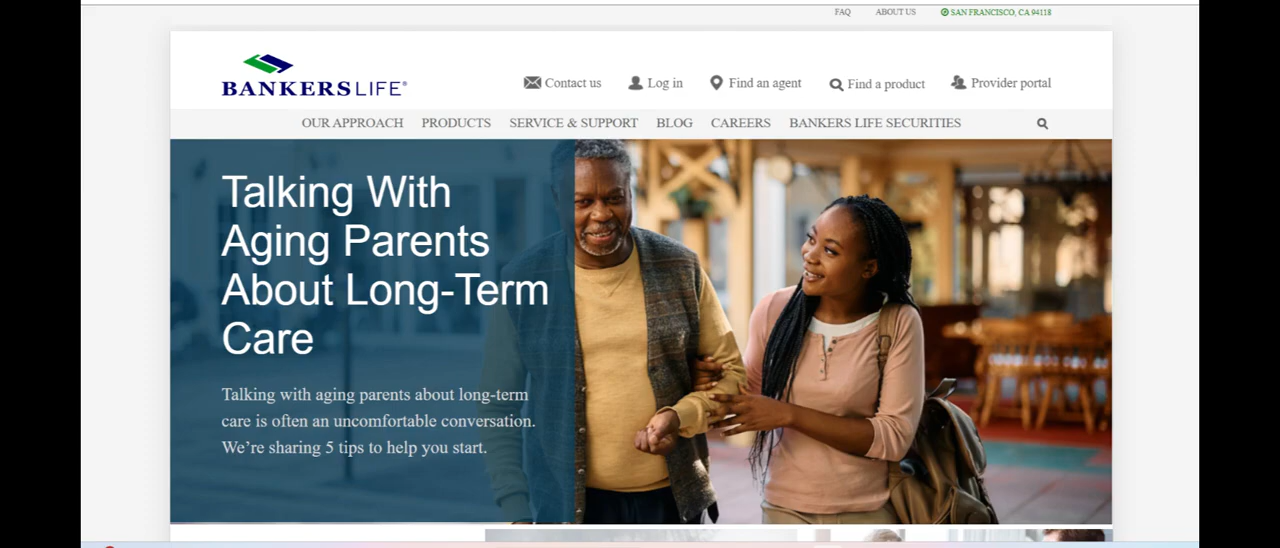 FAQ ABOUT US SAN FRANCISCO, CA 94118
BANKERS LIFE®
Contact us Log in Find an agent Find a product Provider portal
OUR APPROACH PRODUCTS SERVICE & SUPPORT BLOG CAREERS BANKERS LIFE SECURITIES
Talking With
Aging Parents
About Long-Term
Care
Talking with aging parents about long-term
care is often an uncomfortable conversation.
We’re sharing 5 tips to help you start.